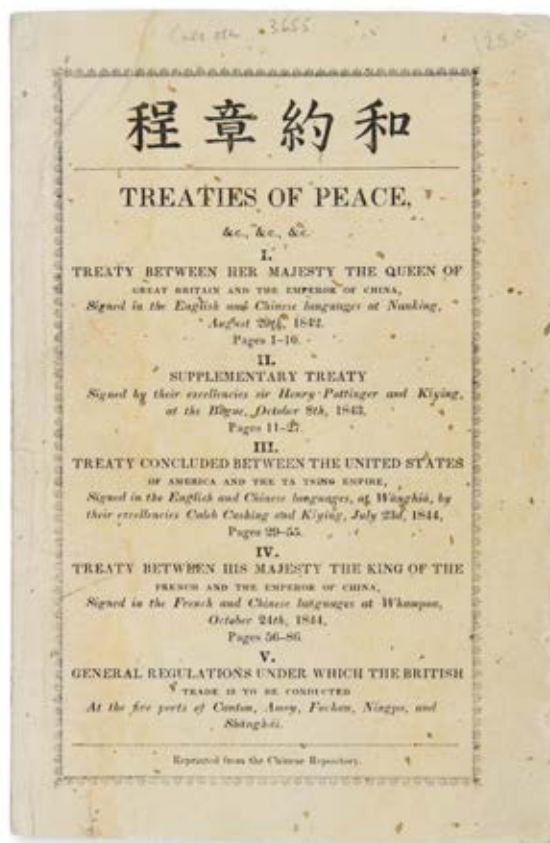 3655
和約章程
TREATIES OF PEACE,
&c., &c., &c.
I.
TREATY BETWEEN HER MAJESTY THE QUEEN OF
GREAT BRITAIN AND THE EMPEROR OF CHINA,
Signed in the English and Chinese languages at Nanking,
August 29th, 1842.
Pages 1-10.
II.
SUPPLEMENTARY TREATY
Signed by their excellencies sir Henry Pottinger and Kíying,
at the Bogue, October 8th, 1843.
Pages 11-27.
III.
TREATY CONCLUDED BETWEEN THE UNITED STATES
OF AMERICA AND THE TA TSING EMPIRE,
Signed in the English and Chinese languages, at Wánghiá, by
their excellencies Caleb Cushing and Kíying, July 23d, 1844,
Pages 29-55.
IV.
TREATY BETWEEN HIS MAJESTY THE KING OF THE
FRENCH AND THE EMPEROR OF CHINA,
Signed in the French and Chinese languages at Whampoa,
October 24th, 1844,
Pages 56-86.
V.
GENERAL REGULATIONS UNDER WHICH THE BRITISH
TRADE IS TO BE CONDUCTED
At the five ports of Canton, Amoy, Fuchau, Ningpo, and
Shánghái.
Reprinted from the Chinese Repository.